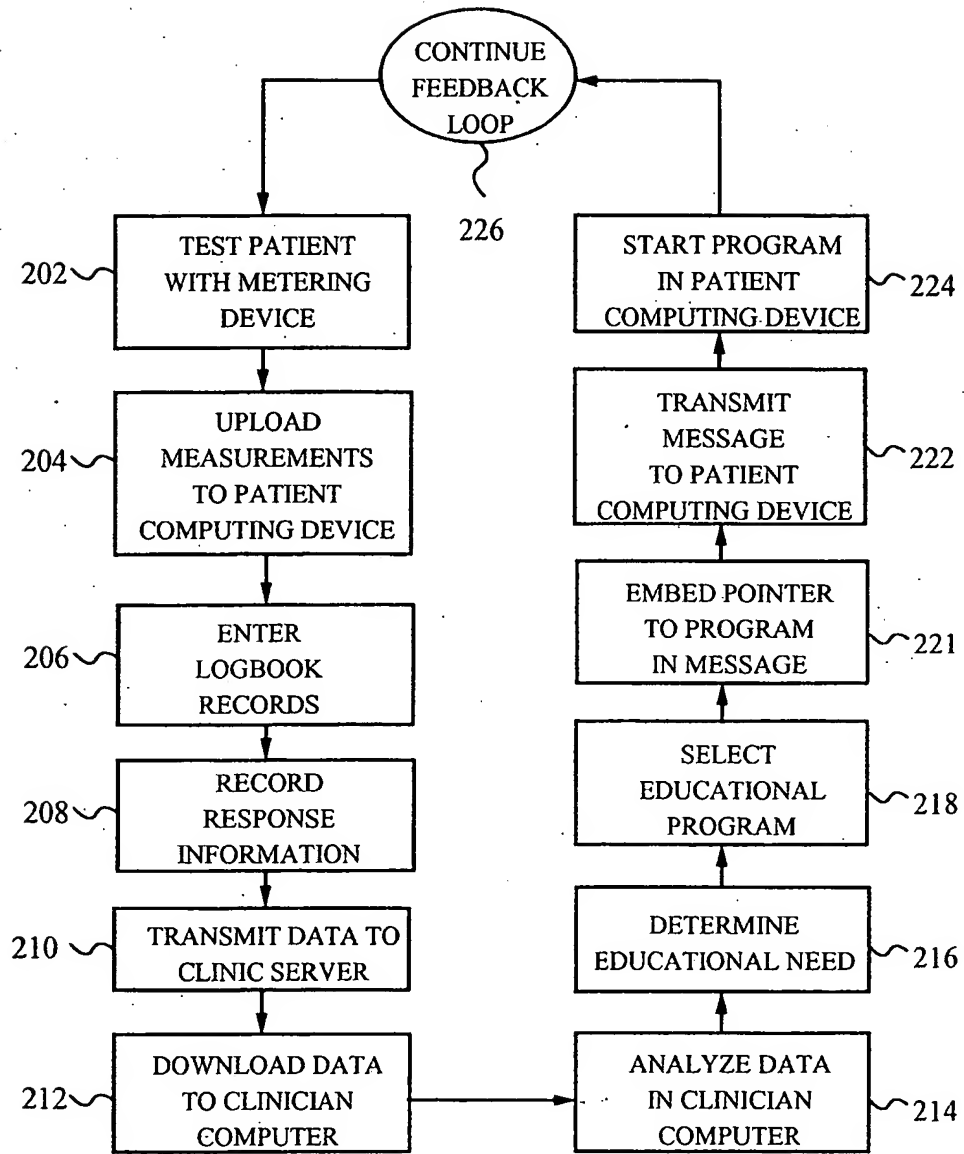 CONTINUE
FEEDBACK
LOOP
226
TEST PATIENT
WITH METERING
DEVICE
202
UPLOAD
MEASUREMENTS
TO PATIENT
COMPUTING DEVICE
204
ENTER
LOGBOOK
RECORDS
206
RECORD
RESPONSE
INFORMATION
208
TRANSMIT DATA TO
CLINIC SERVER
210
DOWNLOAD DATA
TO CLINICIAN
COMPUTER
212
ANALYZE DATA
IN CLINICIAN
COMPUTER
214
DETERMINE
EDUCATIONAL NEED
216
SELECT
EDUCATIONAL
PROGRAM
218
EMBED POINTER
TO PROGRAM
IN MESSAGE
221
TRANSMIT
MESSAGE
TO PATIENT
COMPUTING DEVICE
222
START PROGRAM
IN PATIENT
COMPUTING DEVICE
224